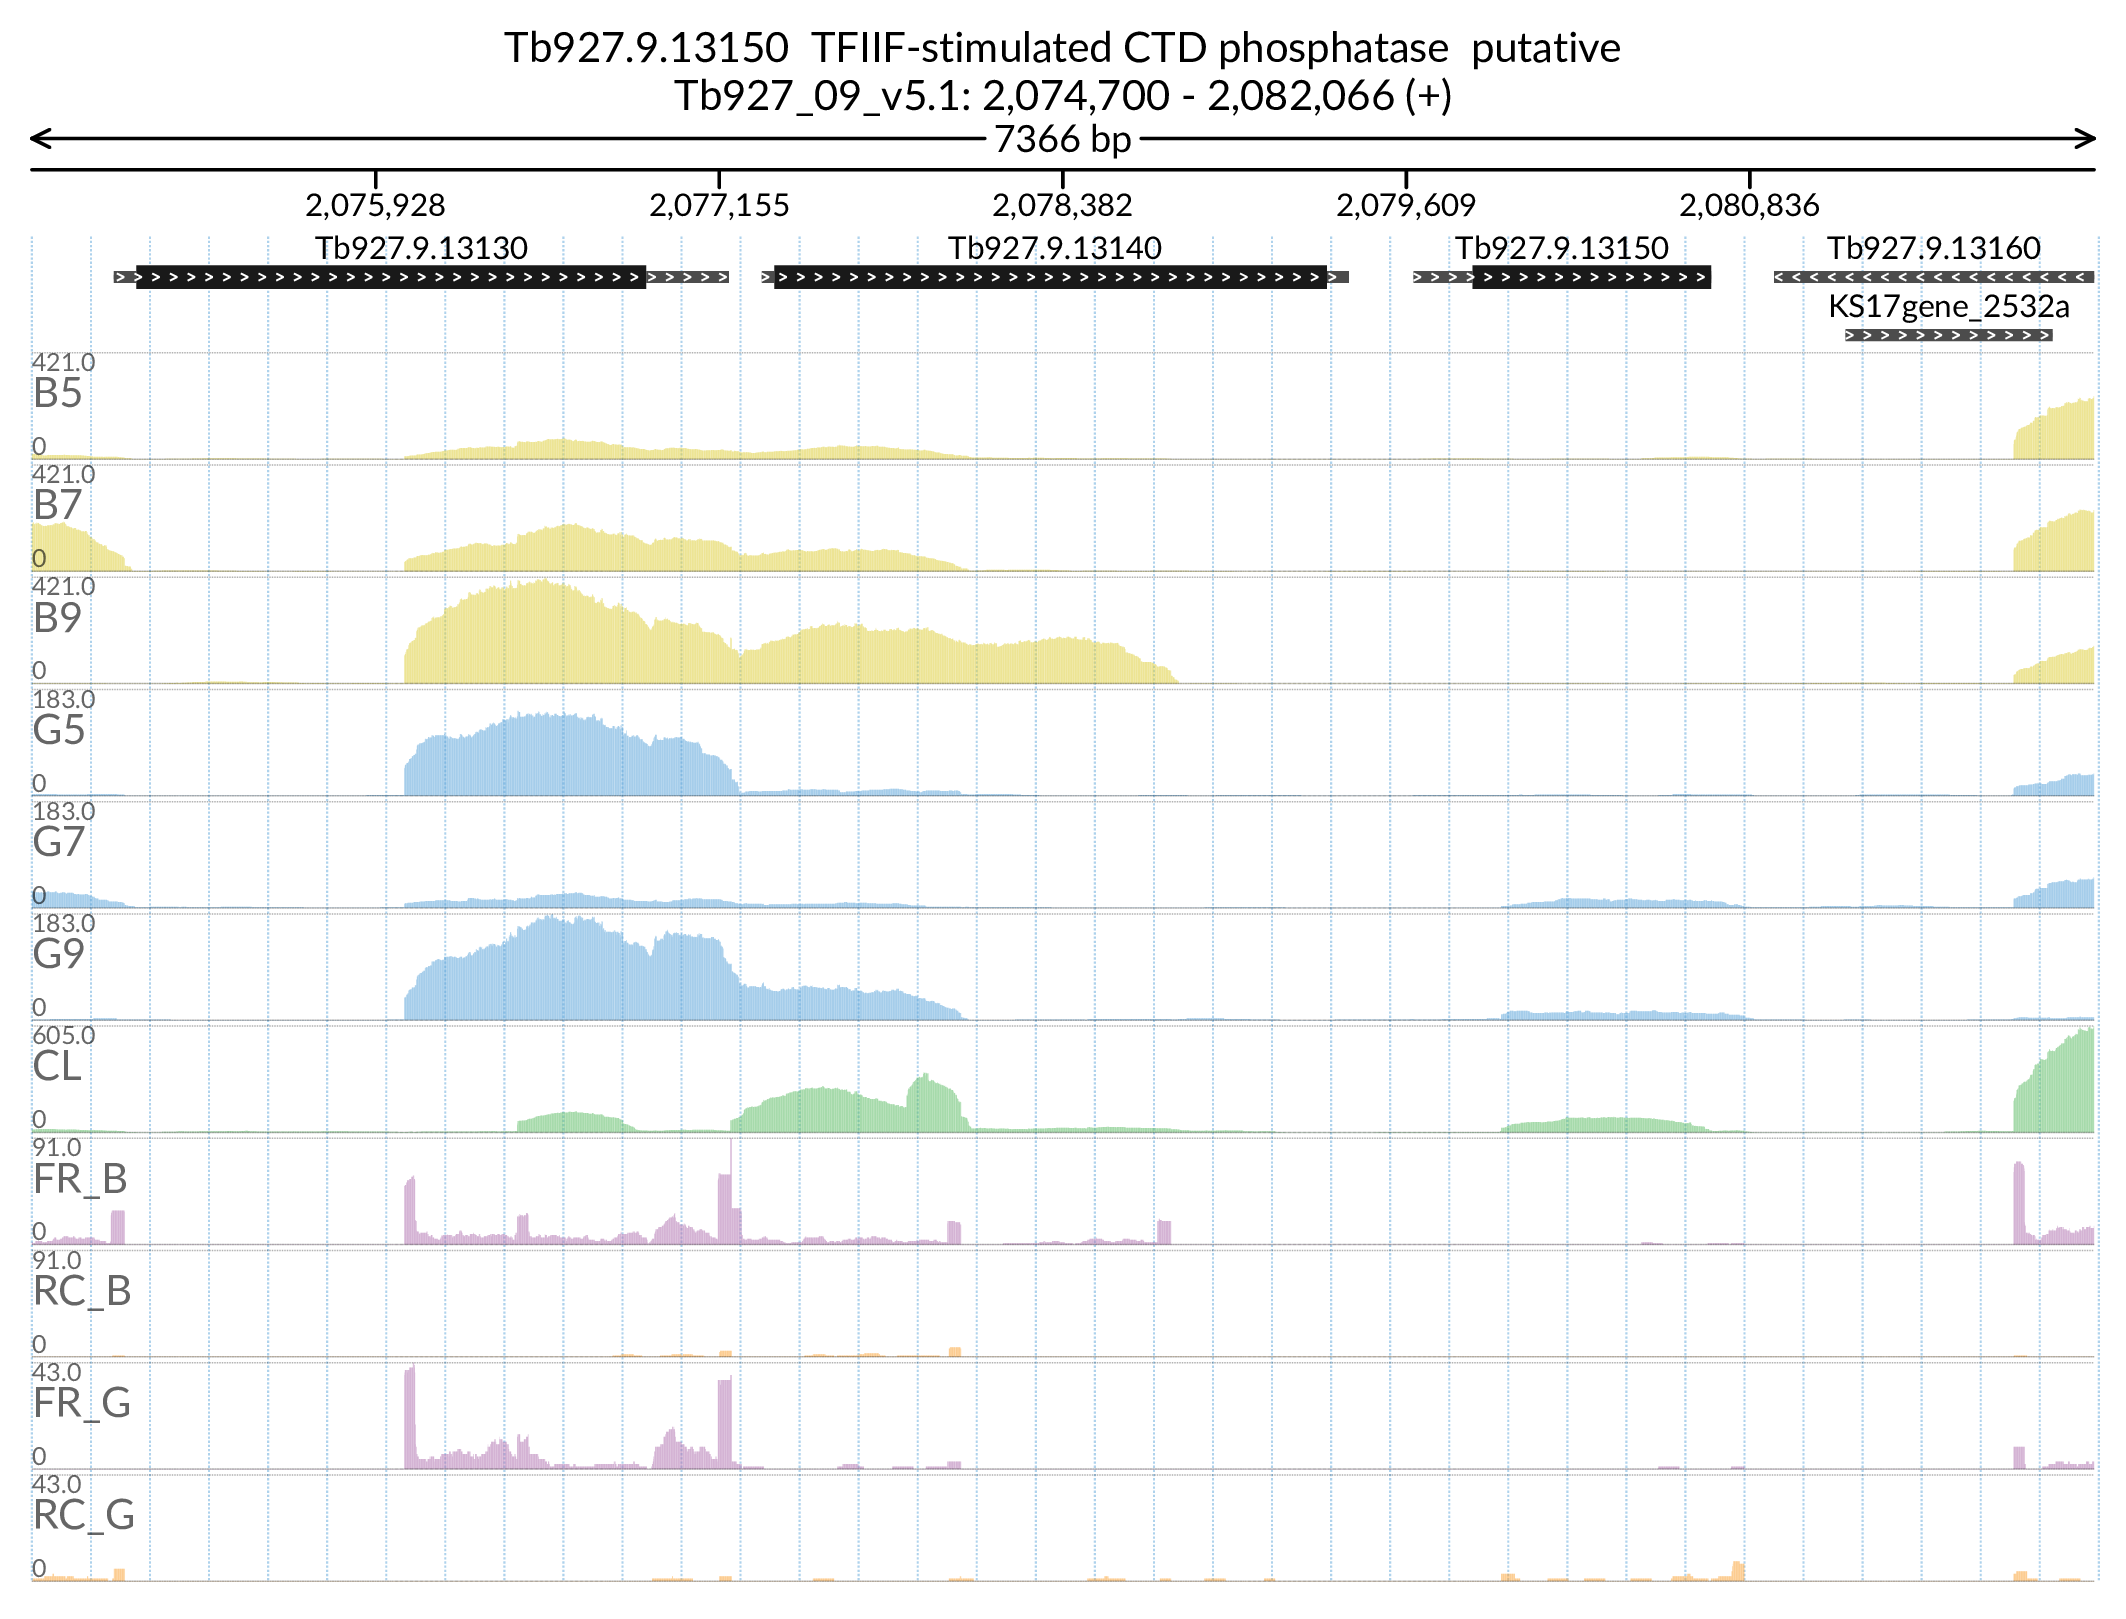 Tb927.9.13150  TFIIF-stimulated CTD phosphatase  putative
Tb927_09_v5.1: 2,074,700 - 2,082,066 (+)
7366 bp
2,075,928 2,077,155 2,078,382 2,079,609 2,080,836
Tb927.9.13130 Tb927.9.13140 Tb927.9.13150 Tb927.9.13160
KS17gene_2532a
421.0
B5
0
421.0
B7
0
421.0
B9
0
183.0
G5
0
183.0
G7
0
183.0
G9
0
605.0
CL
0
91.0
FR_B
0
91.0
RC_B
0
43.0
FR_G
0
43.0
RC_G
0